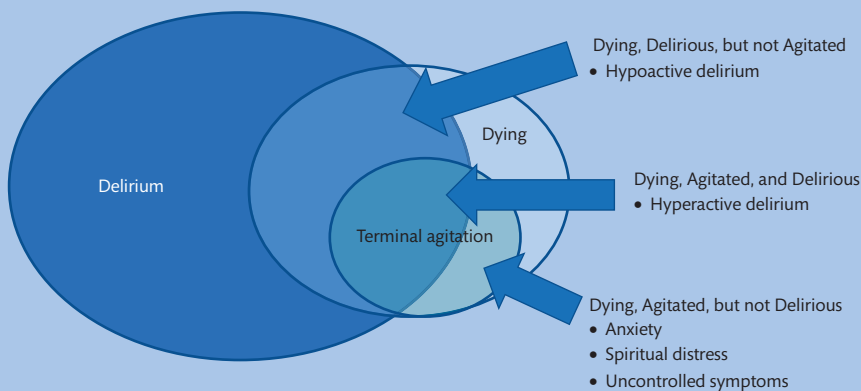 Dying, Delirious, but not Agitated
• Hypoactive delirium
Dying
Delirium
Dying, Agitated, and Delirious
• Hyperactive delirium
Terminal agitation
Dying, Agitated, but not Delirious
• Anxiety
• Spiritual distress
• Uncontrolled symptoms